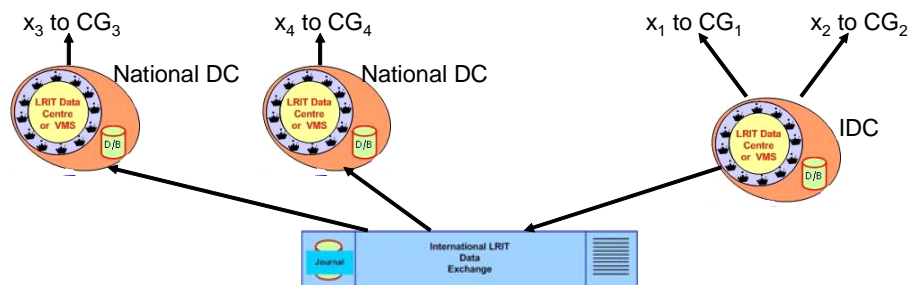 x₃ to CG₃
x₄ to CG₄
x₁ to CG₁
x₂ to CG₂
National DC
National DC
IDC
LRIT Data
Centre
or VMS
D/B
LRIT Data
Centre
or VMS
D/B
LRIT Data
Centre
or VMS
D/B
Journal
International LRIT
Data
Exchange